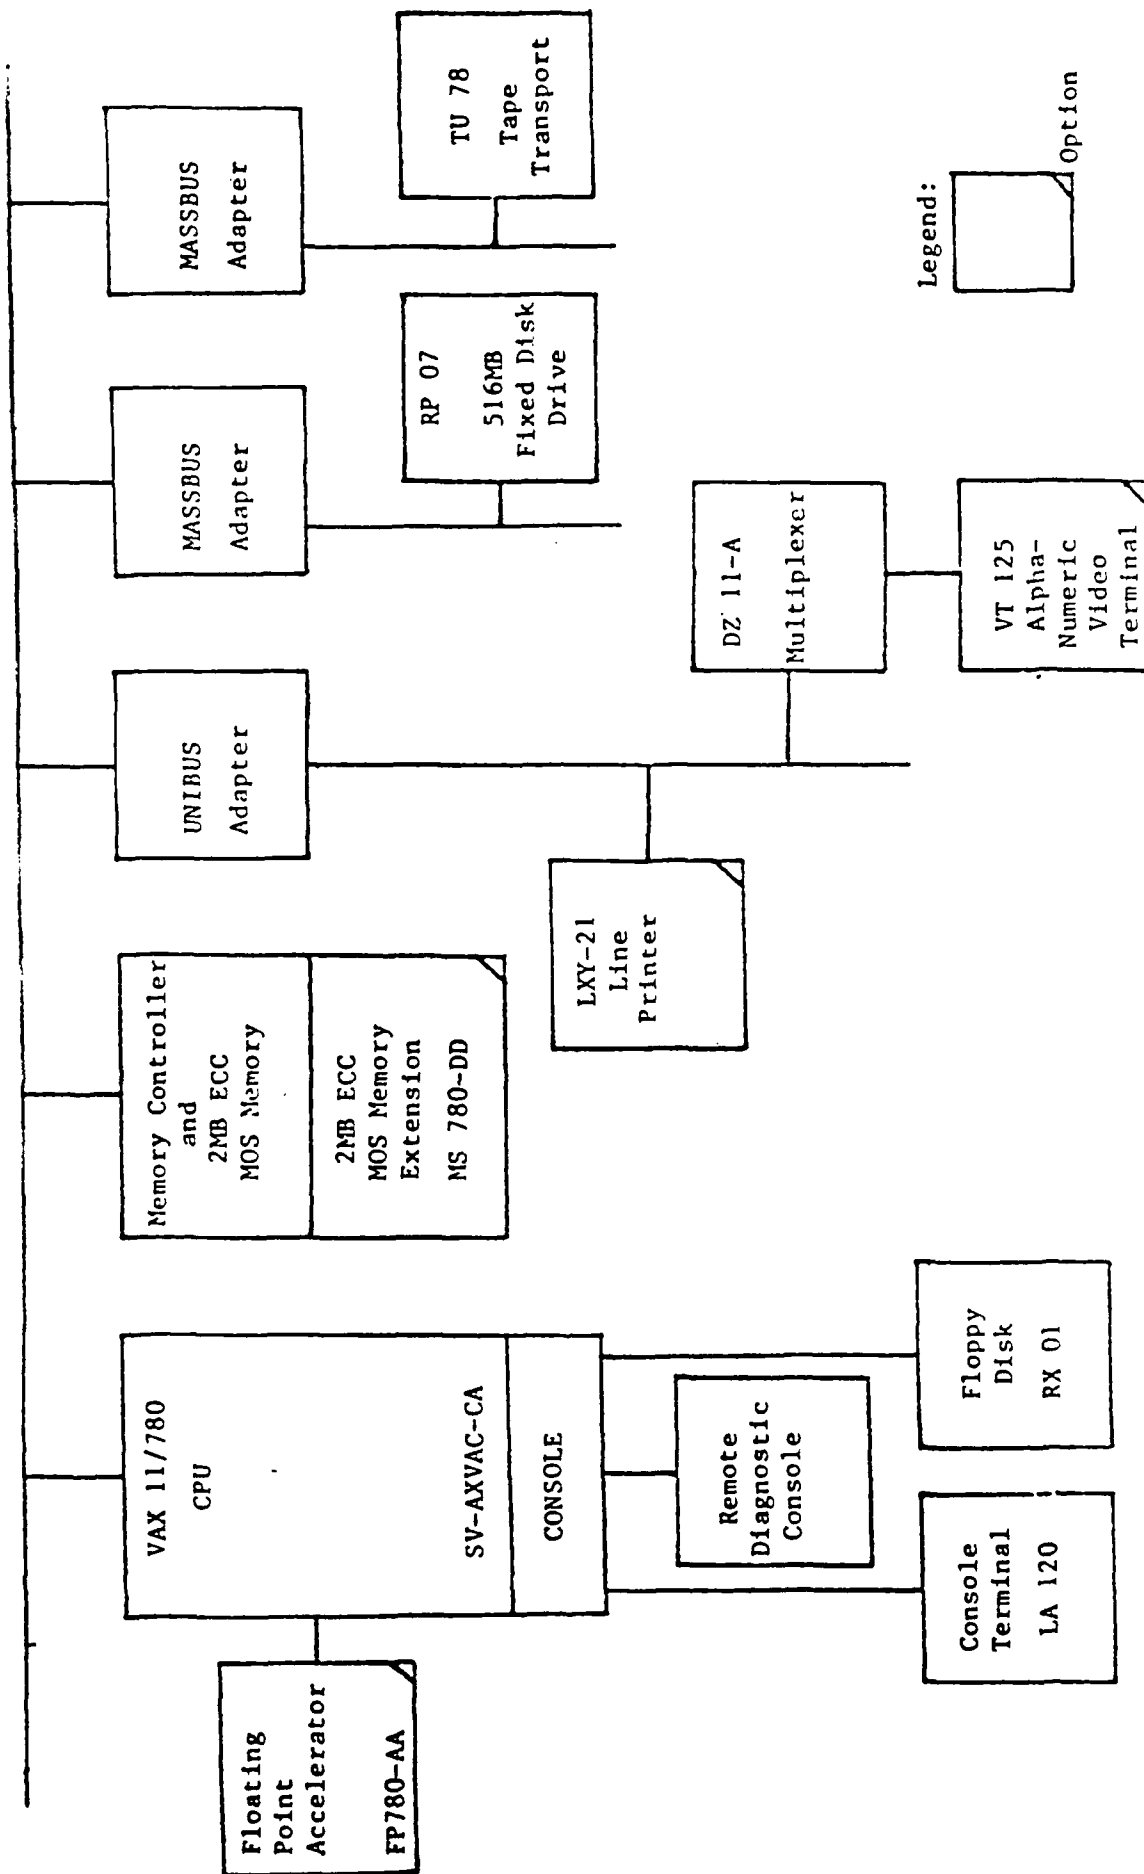 Floating
Point
Accelerator
FP780-AA
VAX 11/780
CPU
SV-AXVAC-CA
CONSOLE
Console
Terminal
LA 120
Remote
Diagnostic
Console
Floppy
Disk
RX 01
Memory Controller
and
2MB ECC
MOS Memory
2MB ECC
MOS Memory
Extension
MS 780-DD
UNIBUS
Adapter
LXY-21
Line
Printer
DZ 11-A
Multiplexer
VT 125
Alpha-
Numeric
Video
Terminal
MASSBUS
Adapter
RP 07
516MB
Fixed Disk
Drive
MASSBUS
Adapter
TU 78
Tape
Transport
Legend:
Option